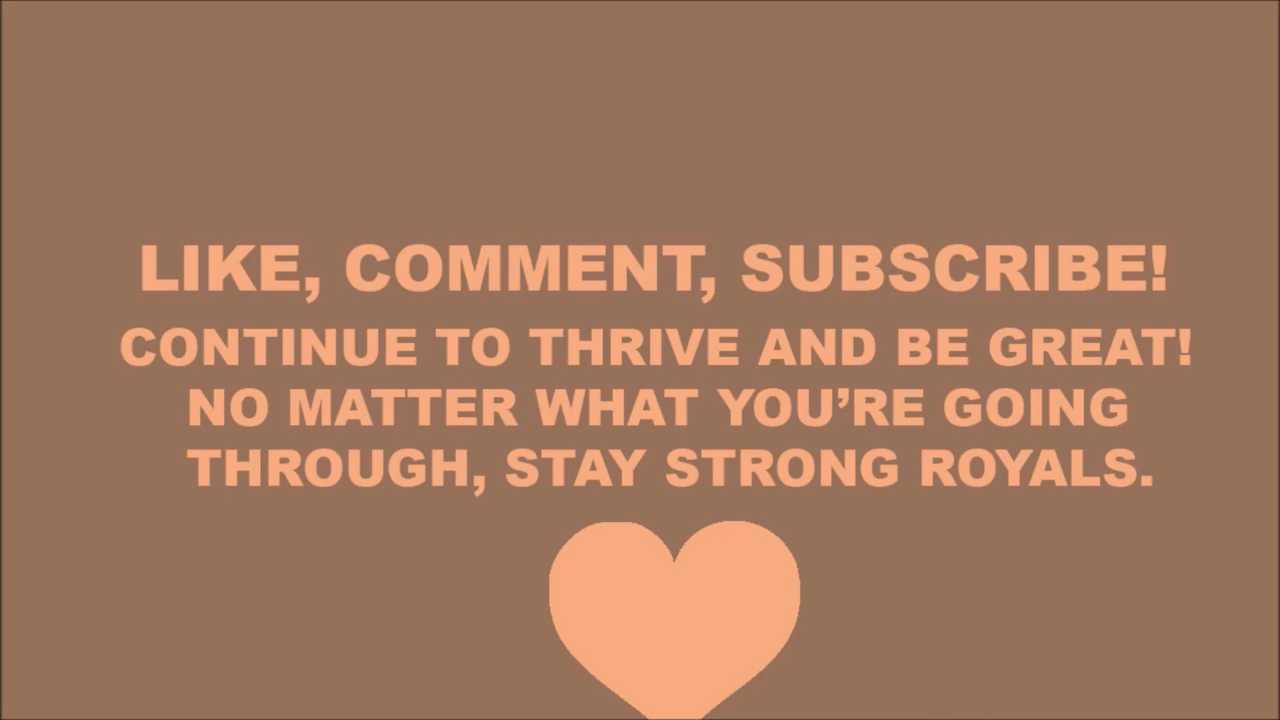 LIKE, COMMENT, SUBSCRIBE!
CONTINUE TO THRIVE AND BE GREAT!
NO MATTER WHAT YOU’RE GOING
THROUGH, STAY STRONG ROYALS.